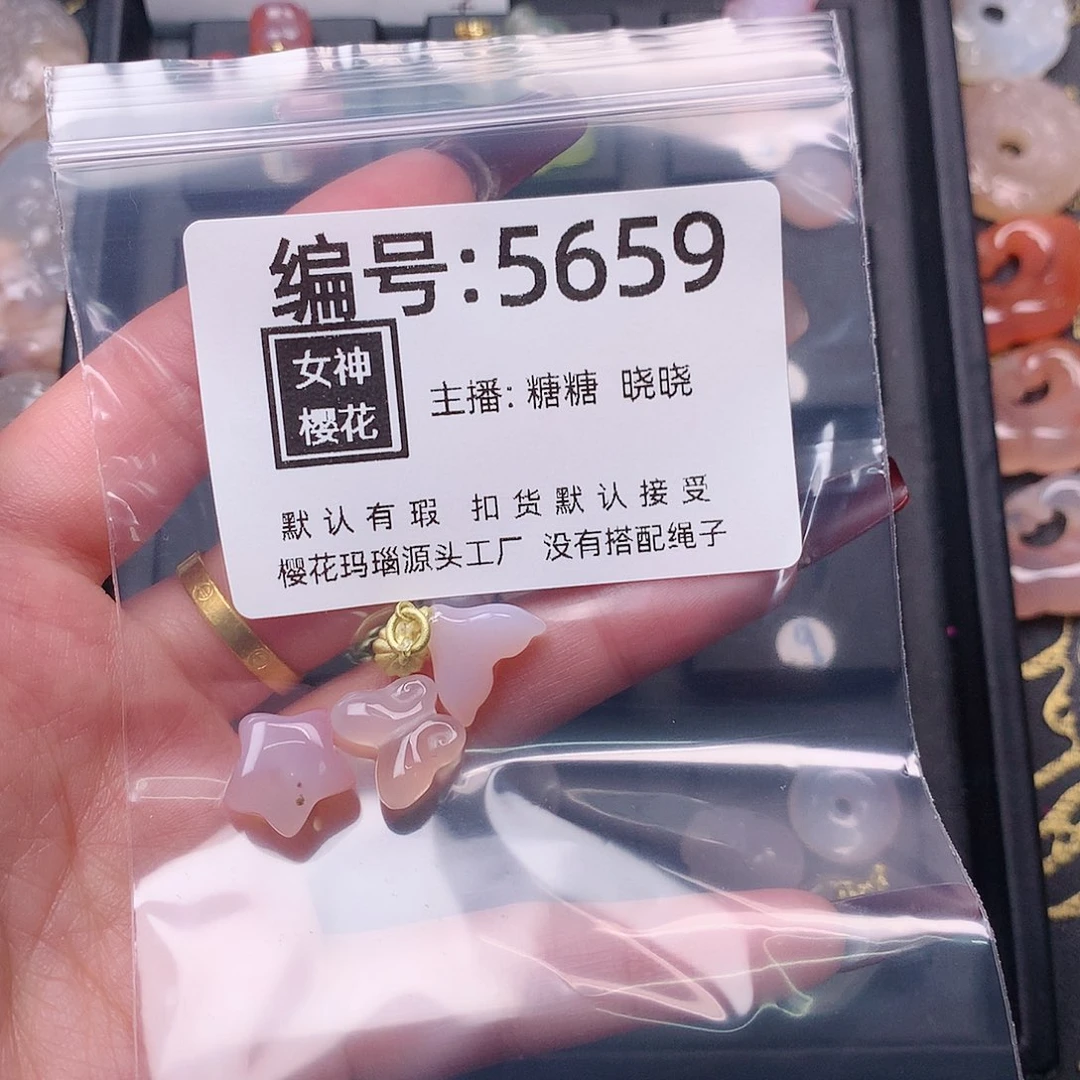 编号:5659
女神
樱花
主播: 糖糖 晓晓
默认有瑕 扣货默认接受
樱花玛瑙源头工厂 没有搭配绳子